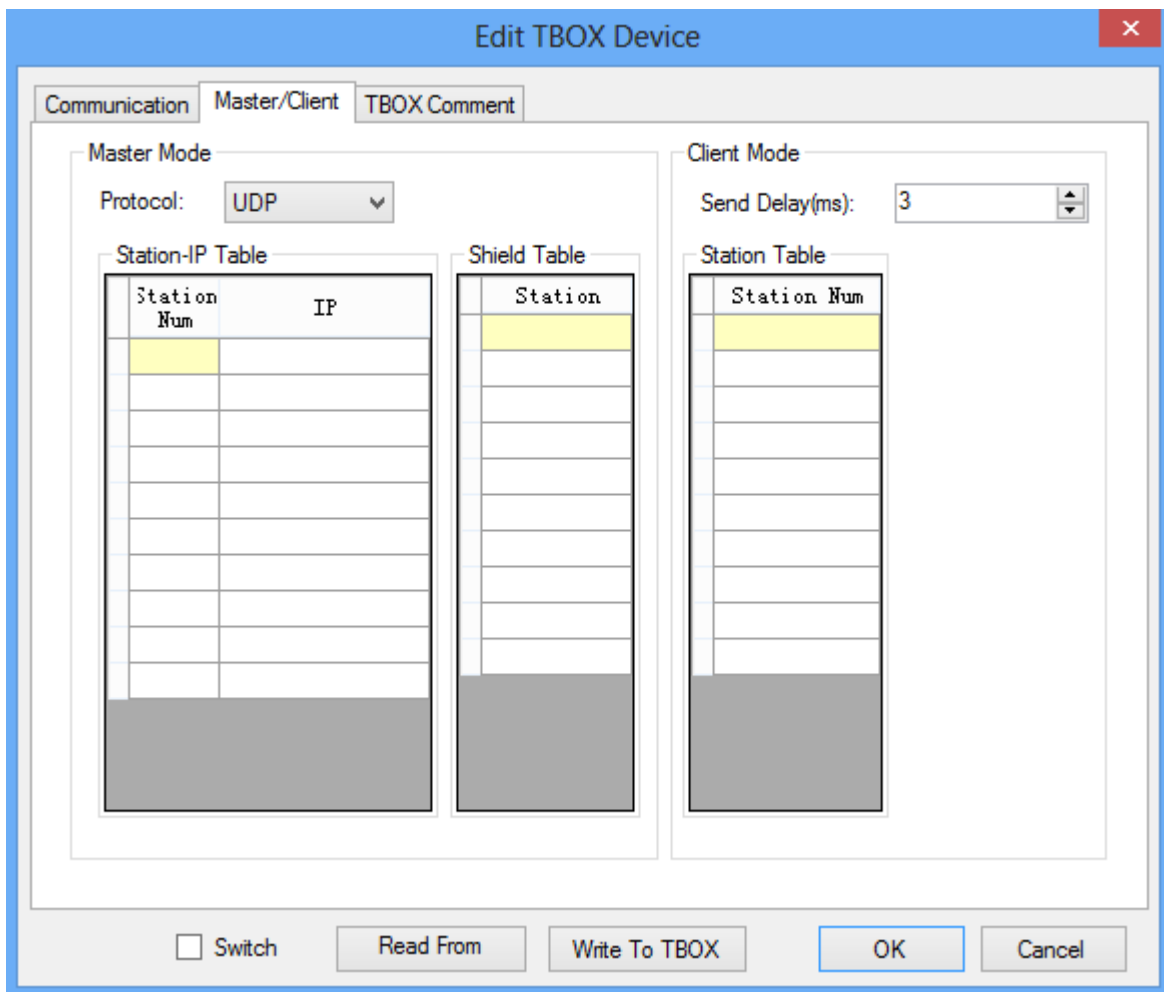 Edit TBOX Device
Communication Master/Client TBOX Comment
Master Mode
Protocol: UDP
Station-IP Table
Station Num IP
Shield Table
Station
Client Mode
Send Delay(ms): 3
Station Table
Station Num
Switch Read From Write To TBOX OK Cancel